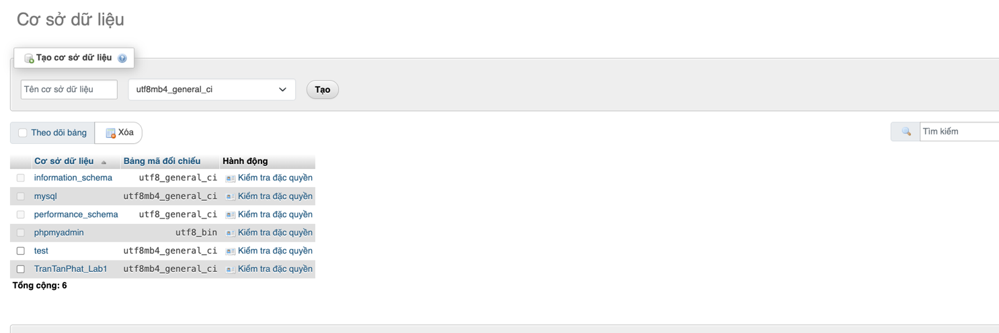 Cơ sở dữ liệu
Tạo cơ sở dữ liệu
Tên cơ sở dữ liệu utf8mb4_general_ci Tạo
Theo dõi bảng Xóa Tìm kiếm
Cơ sở dữ liệu Bảng mã đối chiếu Hành động
information_schema utf8_general_ci Kiểm tra đặc quyền
mysql utf8mb4_general_ci Kiểm tra đặc quyền
performance_schema utf8_general_ci Kiểm tra đặc quyền
phpmyadmin utf8_bin Kiểm tra đặc quyền
test utf8mb4_general_ci Kiểm tra đặc quyền
TranTanPhat_Lab1 utf8mb4_general_ci Kiểm tra đặc quyền
Tổng cộng: 6